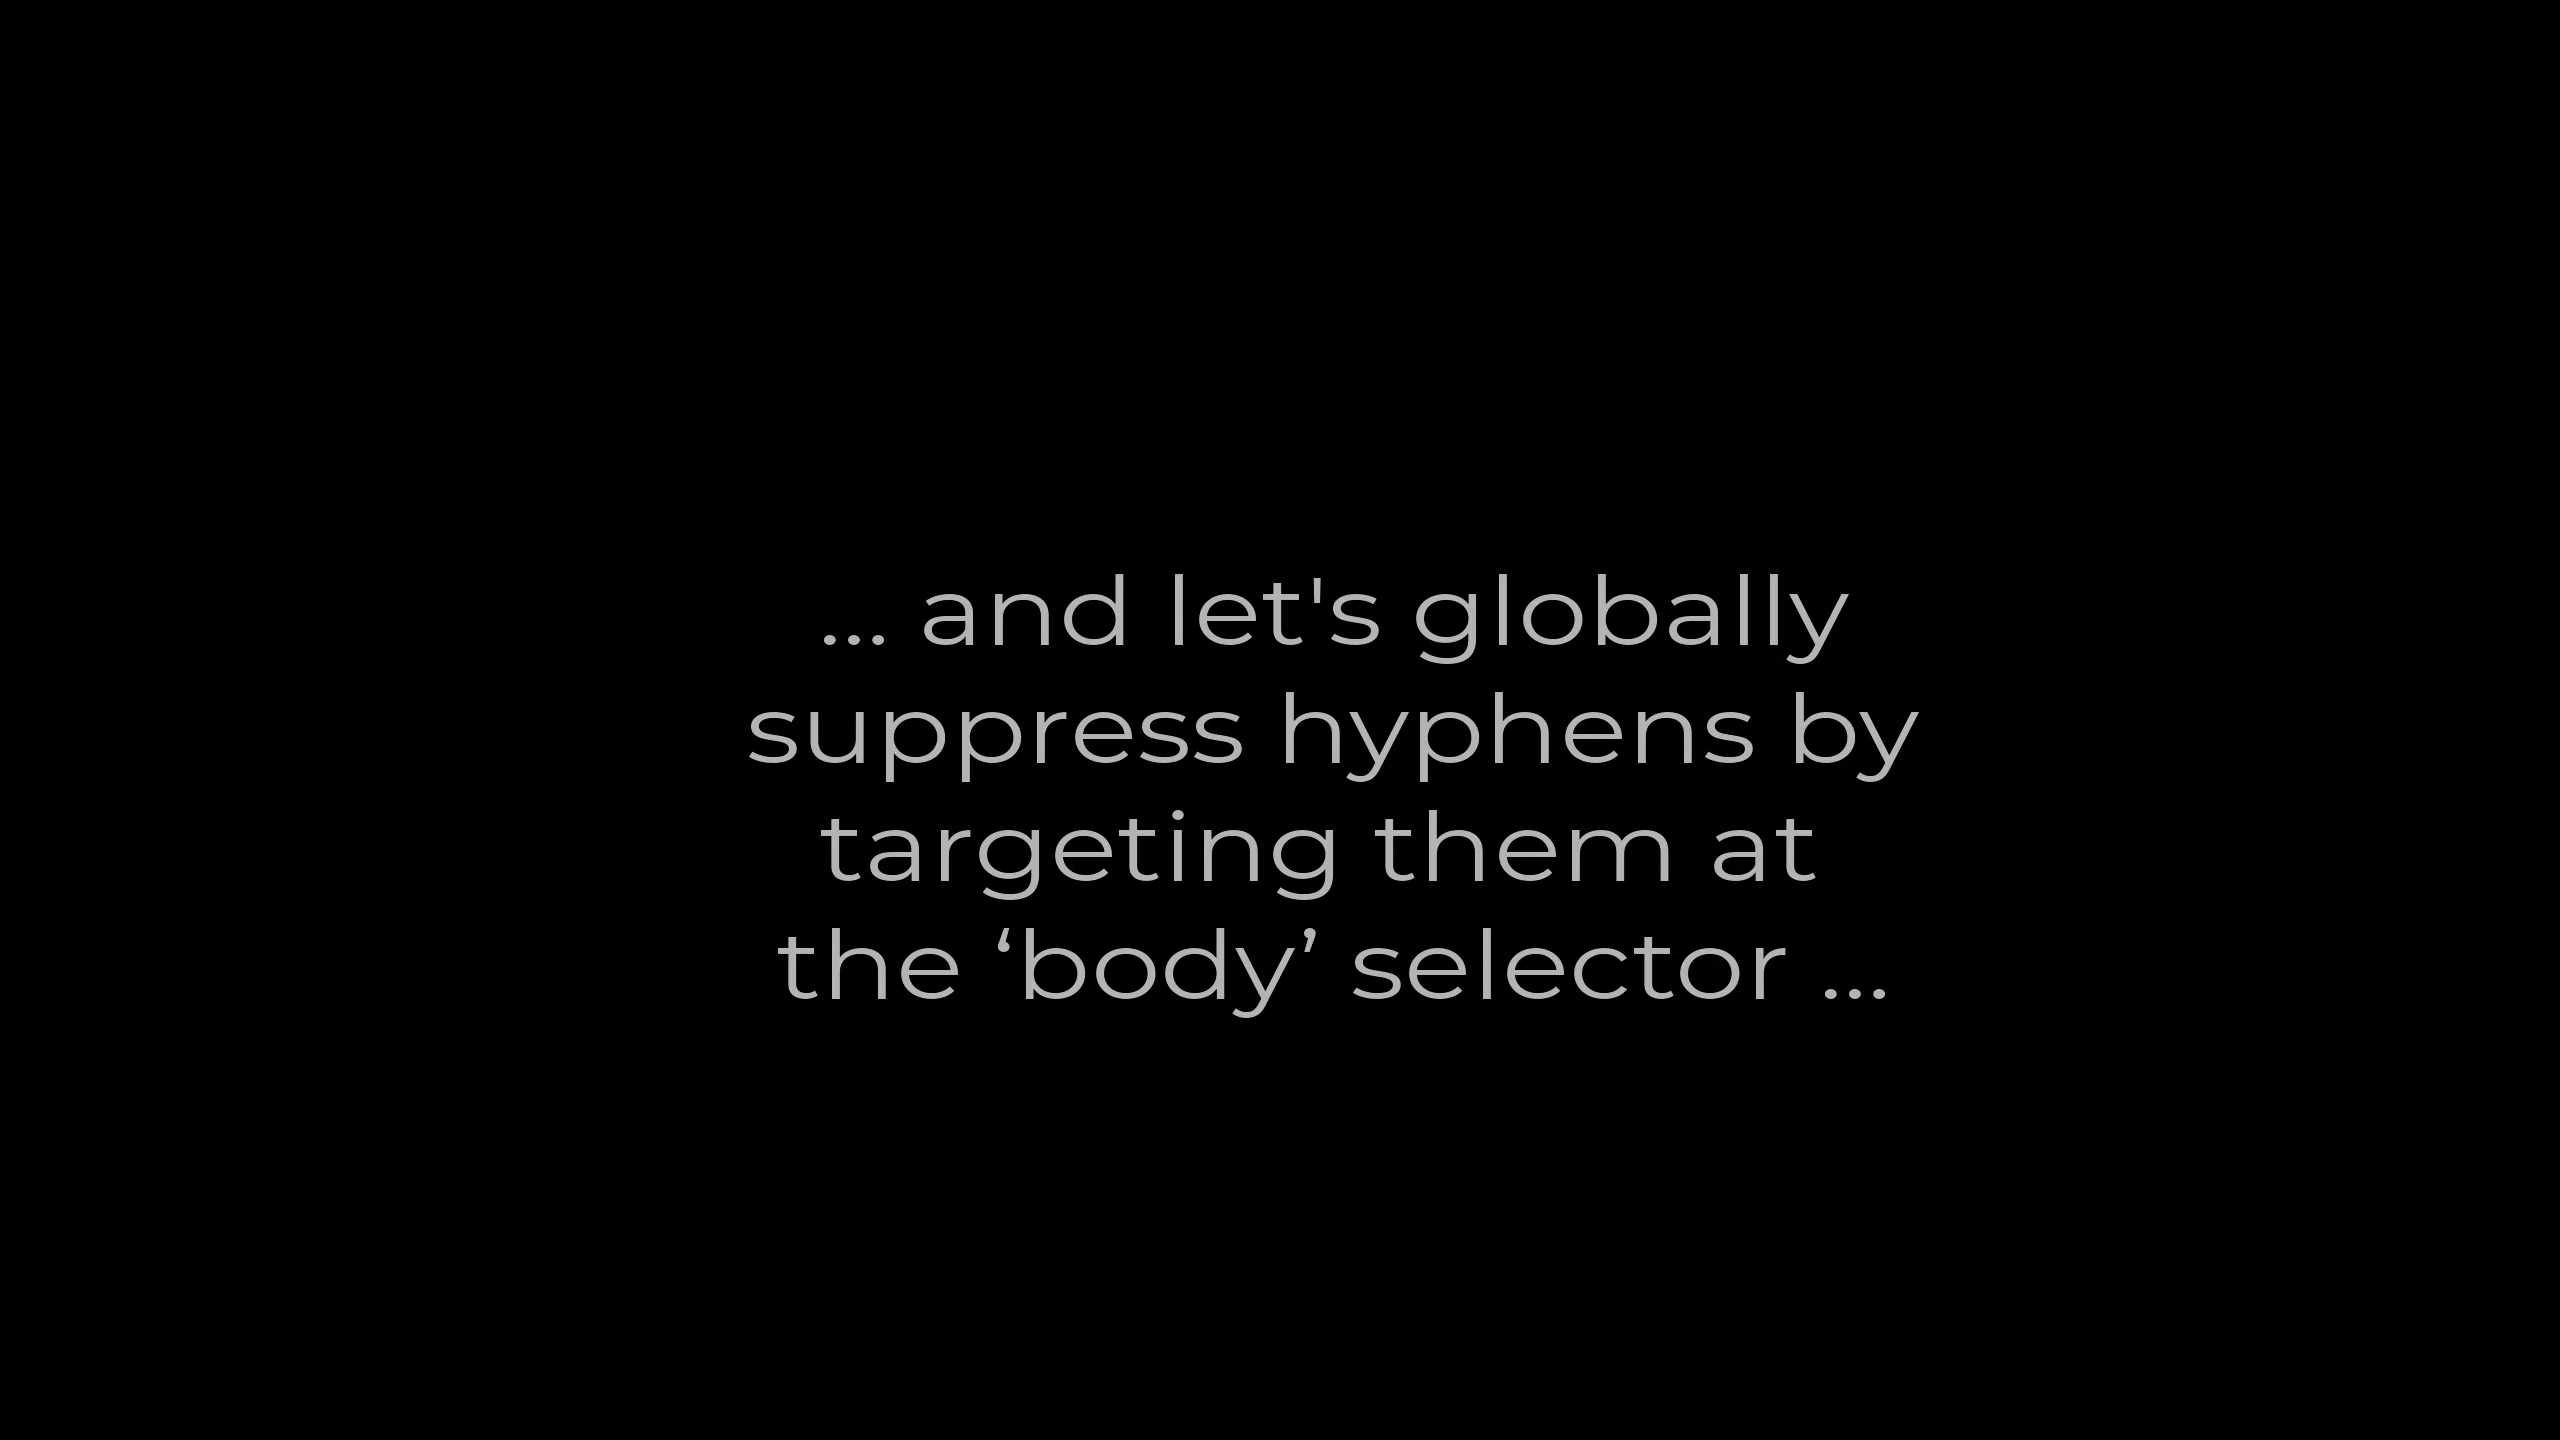 ... and let's globally
suppress hyphens by
targeting them at
the ‘body’ selector ...